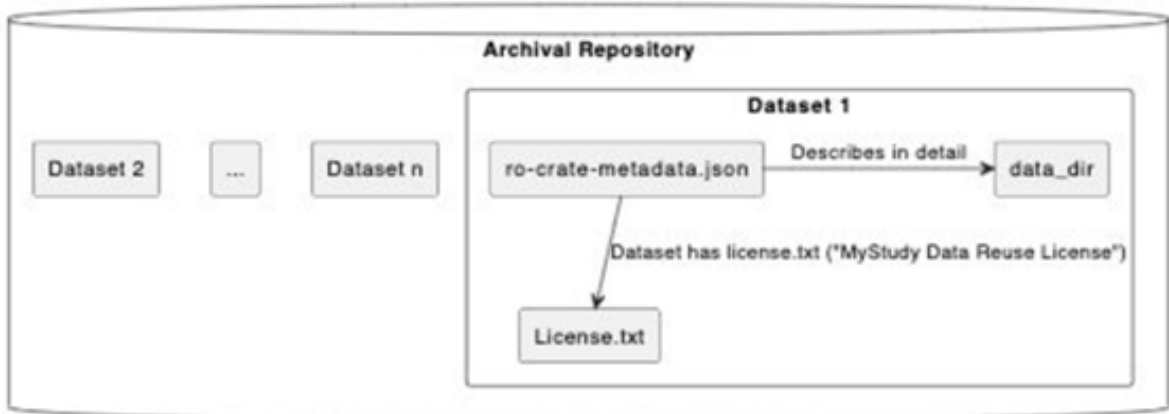 Archival Repository
Dataset 1
Dataset 2
...
Dataset n
ro-crate-metadata.json
Describes in detail
data_dir
Dataset has license.txt ("MyStudy Data Reuse License")
License.txt